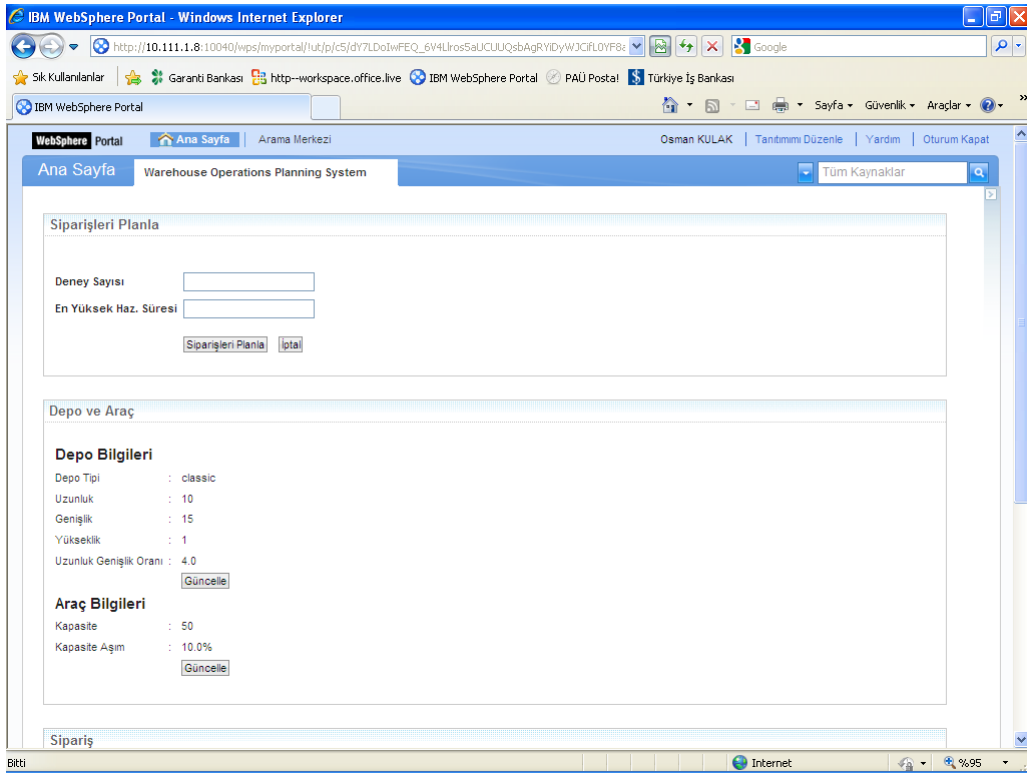 IBM WebSphere Portal - Windows Internet Explorer
http://10.111.1.8:10040/wps/myportal/!ut/p/c5/
Google
Sık Kullanılanlar Garanti Bankası http--workspace.office.live IBM WebSphere Portal PAÜ Posta! Türkiye İş Bankası
IBM WebSphere Portal Sayfa Güvenlik Araçlar »
WebSphere Portal Ana Sayfa Arama Merkezi Osman KULAK Tanıtımımı Düzenle Yardım Oturum Kapat
Ana Sayfa Warehouse Operations Planning System Tüm Kaynaklar
Siparişleri Planla
Deney Sayısı
En Yüksek Haz. Süresi
Siparişleri Planla İptal
Depo ve Araç
Depo Bilgileri
Depo Tipi : classic
Uzunluk : 10
Genişlik : 15
Yükseklik : 1
Uzunluk Genişlik Oranı : 4.0
Güncelle
Araç Bilgileri
Kapasite : 50
Kapasite Aşım : 10.0%
Güncelle
Sipariş
Bitti Internet %95